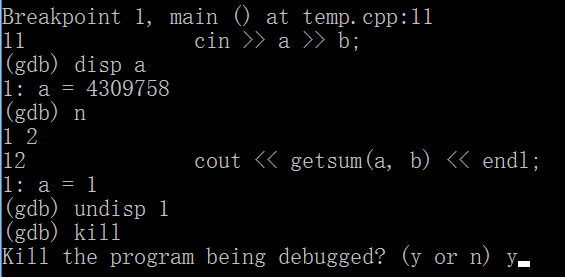 Breakpoint 1, main () at temp.cpp:11
11              cin >> a >> b;
(gdb) disp a
1: a = 4309758
(gdb) n
1 2
12              cout << getsum(a, b) << endl;
1: a = 1
(gdb) undisp 1
(gdb) kill
Kill the program being debugged? (y or n) y